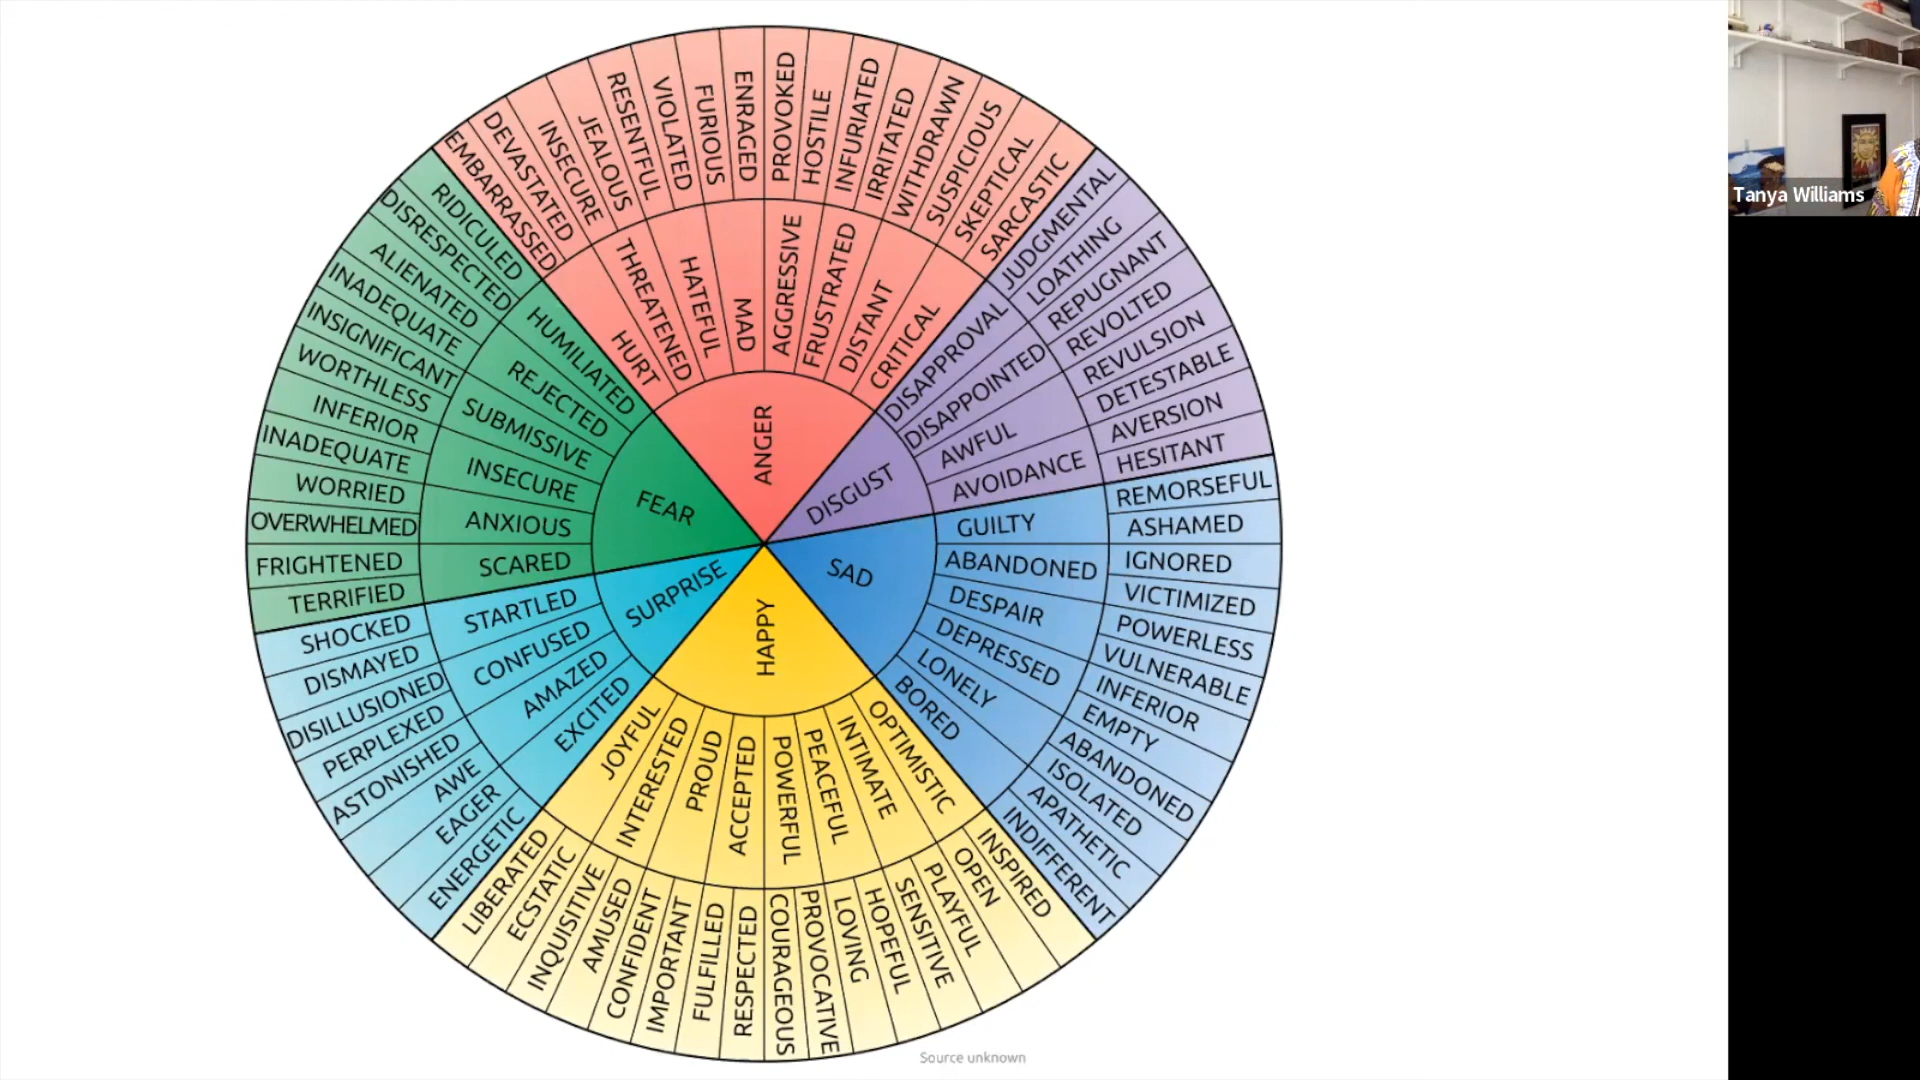 ANGER
DISGUST
SAD
HAPPY
SURPRISE
FEAR
HURT
THREATENED
HATEFUL
MAD
AGGRESSIVE
FRUSTRATED
DISTANT
CRITICAL
DISAPPROVAL
DISAPPOINTED
AWFUL
AVOIDANCE
GUILTY
ABANDONED
DESPAIR
DEPRESSED
LONELY
BORED
OPTIMISTIC
INTIMATE
PEACEFUL
POWERFUL
ACCEPTED
PROUD
INTERESTED
JOYFUL
EXCITED
AMAZED
CONFUSED
STARTLED
SCARED
ANXIOUS
INSECURE
SUBMISSIVE
REJECTED
HUMILIATED
EMBARRASSED
DEVASTATED
INSECURE
JEALOUS
RESENTFUL
VIOLATED
FURIOUS
ENRAGED
PROVOKED
HOSTILE
INFURIATED
IRRITATED
WITHDRAWN
SUSPICIOUS
SKEPTICAL
SARCASTIC
JUDGMENTAL
LOATHING
REPUGNANT
REVOLTED
REVULSION
DETESTABLE
AVERSION
HESITANT
REMORSEFUL
ASHAMED
IGNORED
VICTIMIZED
POWERLESS
VULNERABLE
INFERIOR
EMPTY
ABANDONED
ISOLATED
APATHETIC
INDIFFERENT
INSPIRED
OPEN
PLAYFUL
SENSITIVE
HOPEFUL
LOVING
PROVOCATIVE
COURAGEOUS
RESPECTED
FULFILLED
IMPORTANT
CONFIDENT
AMUSED
INQUISITIVE
ECSTATIC
LIBERATED
ENERGETIC
EAGER
AWE
ASTONISHED
PERPLEXED
DISILLUSIONED
DISMAYED
SHOCKED
TERRIFIED
FRIGHTENED
OVERWHELMED
WORRIED
INADEQUATE
INFERIOR
WORTHLESS
INSIGNIFICANT
INADEQUATE
ALIENATED
DISRESPECTED
RIDICULED
Source unknown
Tanya Williams